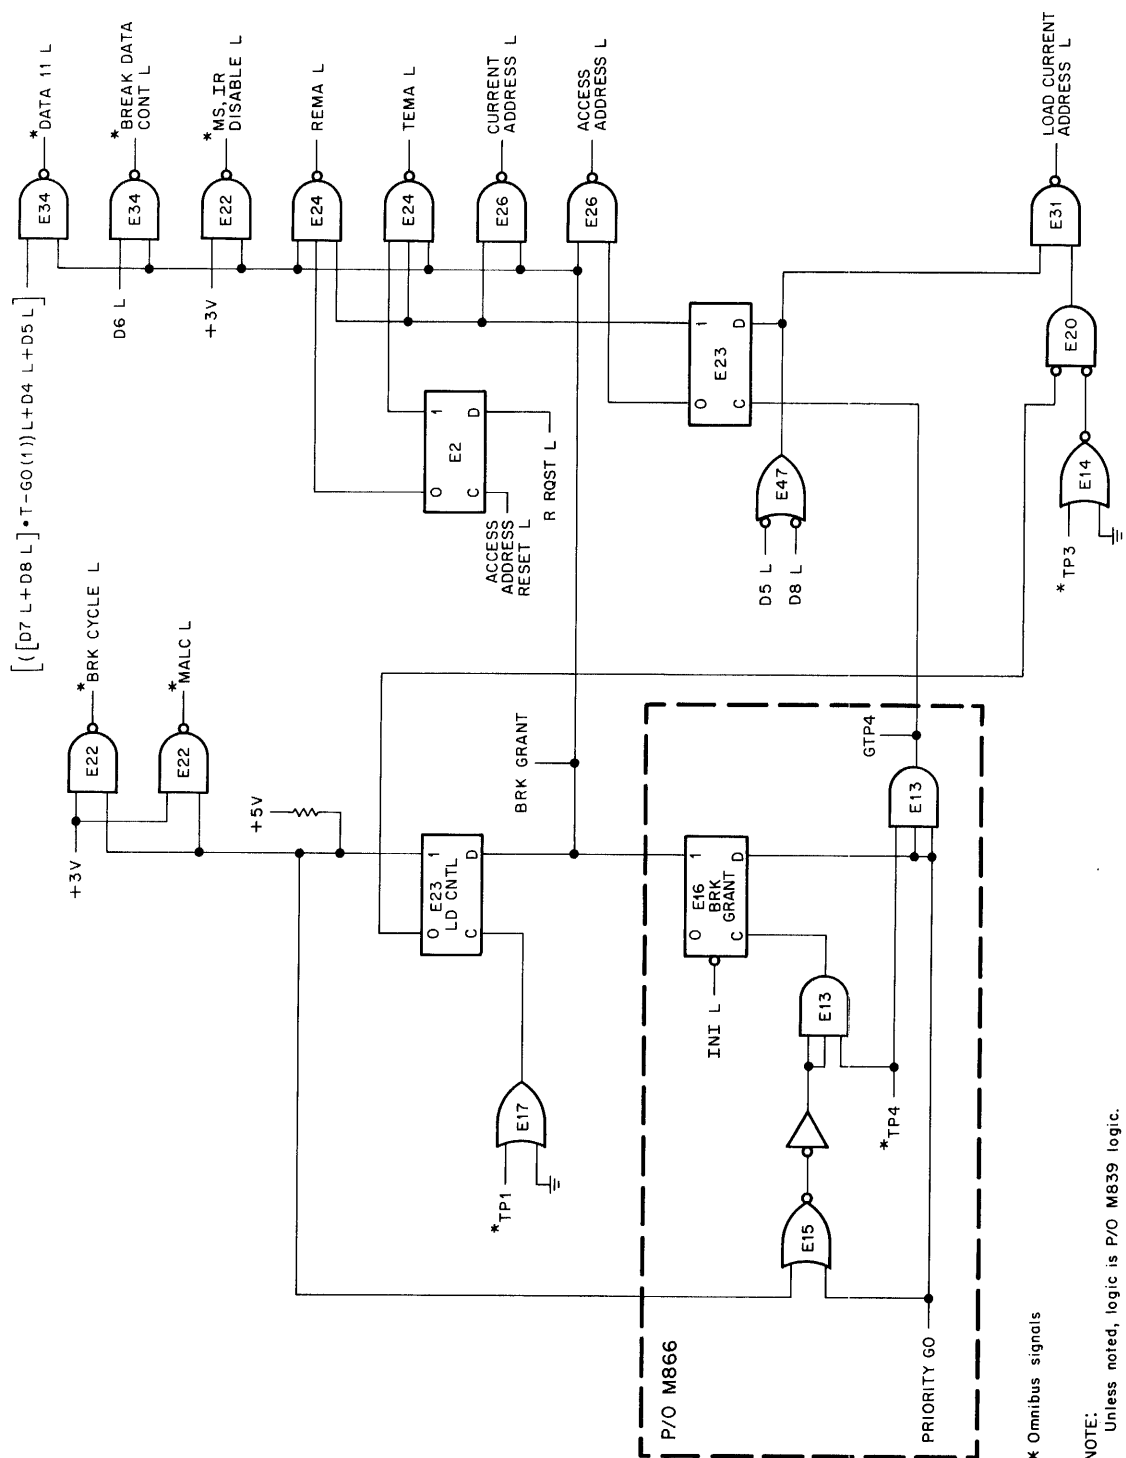 [([D7 L+D8 L]•T-GO(1))L+D4 L+D5 L]
*DATA 11 L
E34
D6 L
*BREAK DATA
CONT L
E34
+3V
*MS,IR
DISABLE L
E22
REMA L
E24
TEMA L
E24
CURRENT
ADDRESS L
E26
ACCESS
ADDRESS L
E26
*BRK CYCLE L
E22
*MALC L
E22
+3V
+5V
BRK GRANT
1
O
E2
D
C
ACCESS
ADDRESS
RESET L
R RQST L
1
O
E23
D
C
D5 L
D8 L
E47
LOAD CURRENT
ADDRESS L
E31
E20
E14
*TP3
1
O
E23
LD CNTL
D
C
*TP1
E17
P/O M866
1
O
E16
BRK
GRANT
D
C
INI L
E13
GTP4
E13
*TP4
E15
PRIORITY GO
* Omnibus signals
NOTE:
Unless noted, logic is P/O M839 logic.